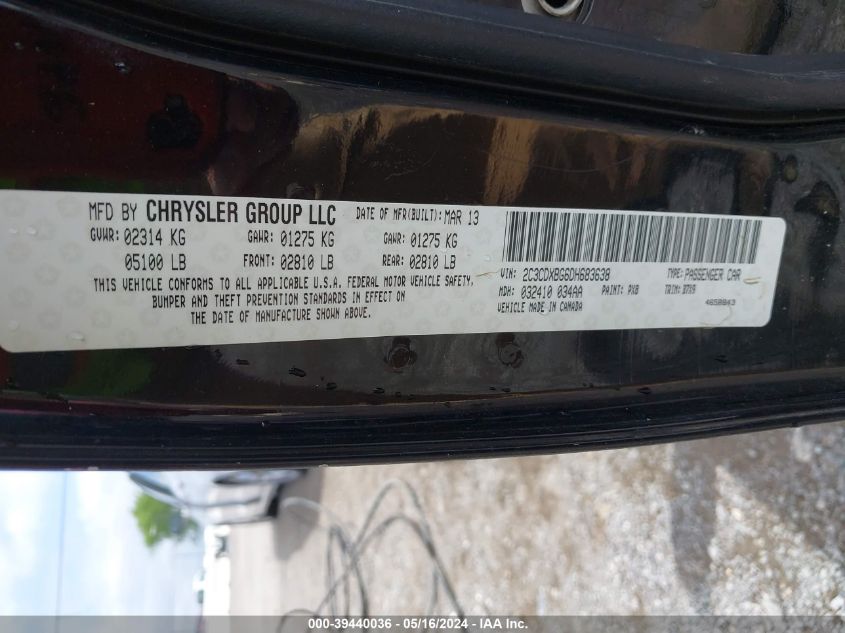 MFD BY CHRYSLER GROUP LLC DATE OF MFR(BUILT): MAR 13
GVWR: 02314 KG GAWR: 01275 KG GAWR: 01275 KG
05100 LB FRONT: 02810 LB REAR: 02810 LB
THIS VEHICLE CONFORMS TO ALL APPLICABLE U.S.A. FEDERAL MOTOR VEHICLE SAFETY,
BUMPER AND THEFT PREVENTION STANDARDS IN EFFECT ON
THE DATE OF MANUFACTURE SHOWN ABOVE.
VIN: 2C3CDXBG6DH683638 TYPE: PASSENGER CAR
MDH: 032410 034AA PAINT: PX8 TRIM: B7X9
VEHICLE MADE IN CANADA 4658843
000-39440036 - 05/16/2024 - IAA Inc.